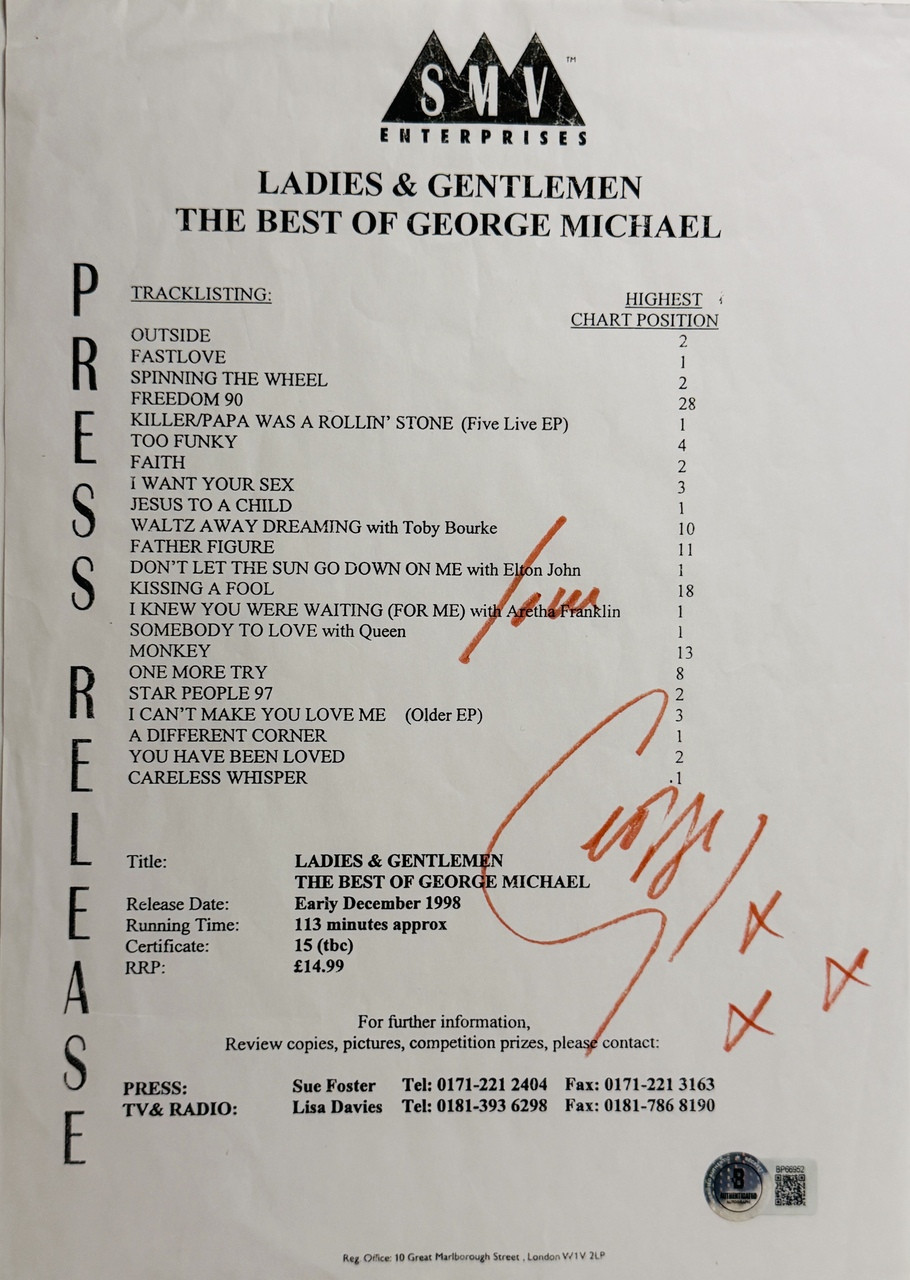 SMV™
ENTERPRISES
LADIES & GENTLEMEN
THE BEST OF GEORGE MICHAEL
PRESS RELEASE
TRACKLISTING: HIGHEST
CHART POSITION
OUTSIDE 2
FASTLOVE 1
SPINNING THE WHEEL 2
FREEDOM 90 28
KILLER/PAPA WAS A ROLLIN' STONE (Five Live EP) 1
TOO FUNKY 4
FAITH 2
I WANT YOUR SEX 3
JESUS TO A CHILD 1
WALTZ AWAY DREAMING with Toby Bourke 10
FATHER FIGURE 11
DON'T LET THE SUN GO DOWN ON ME with Elton John 1
KISSING A FOOL 18
I KNEW YOU WERE WAITING (FOR ME) with Aretha Franklin 1
SOMEBODY TO LOVE with Queen 1
MONKEY 13
ONE MORE TRY 8
STAR PEOPLE 97 2
I CAN'T MAKE YOU LOVE ME (Older EP) 3
A DIFFERENT CORNER 1
YOU HAVE BEEN LOVED 2
CARELESS WHISPER .1
love
George
x x x
Title: LADIES & GENTLEMEN
THE BEST OF GEORGE MICHAEL
Release Date: Early December 1998
Running Time: 113 minutes approx
Certificate: 15 (tbc)
RRP: £14.99
For further information,
Review copies, pictures, competition prizes, please contact:
PRESS: Sue Foster Tel: 0171-221 2404 Fax: 0171-221 3163
TV& RADIO: Lisa Davies Tel: 0181-393 6298 Fax: 0181-786 8190
B
AUTHENTICATED
BP66952
Reg. Office: 10 Great Marlborough Street , London W1V 2LP